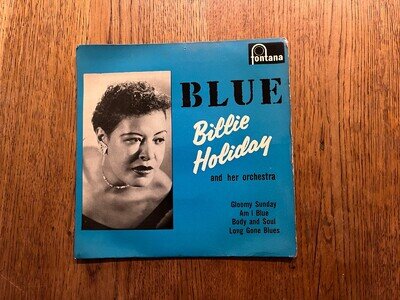 fontana
BLUE
Billie
Holiday
and her orchestra
Gloomy Sunday
Am I Blue
Body and Soul
Long Gone Blues